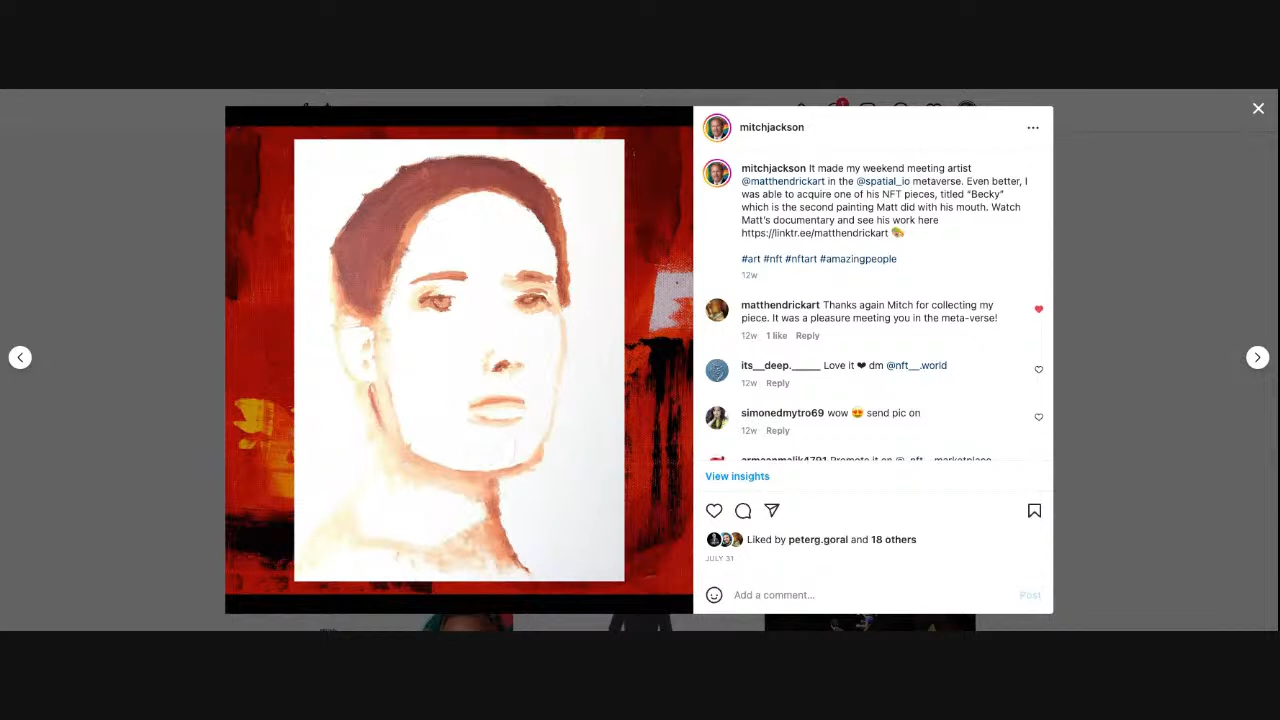 mitchjackson
mitchjackson It made my weekend meeting artist
@matthendrickart in the @spatial_io metaverse. Even better, I
was able to acquire one of his NFT pieces, titled “Becky”
which is the second painting Matt did with his mouth. Watch
Matt's documentary and see his work here
https://linktr.ee/matthendrickart 🎨
#art #nft #nftart #amazingpeople
12w
matthendrickart Thanks again Mitch for collecting my
piece. It was a pleasure meeting you in the meta-verse!
12w 1 like Reply
its__deep.______ Love it ❤ dm @nft__.world
12w Reply
simonedmytro69 wow 😍 send pic on
12w Reply
View insights
Liked by peterg.goral and 18 others
JULY 31
Add a comment...
Post